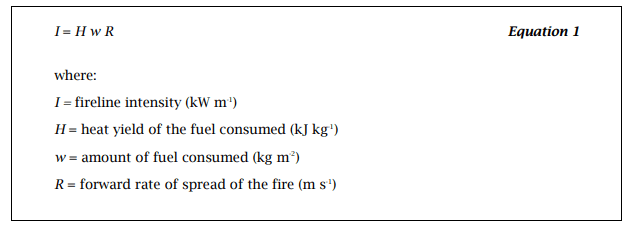 I = H w R Equation 1
where:
I = fireline intensity (kW m⁻¹)
H = heat yield of the fuel consumed (kJ kg⁻¹)
w = amount of fuel consumed (kg m⁻²)
R = forward rate of spread of the fire (m s⁻¹)